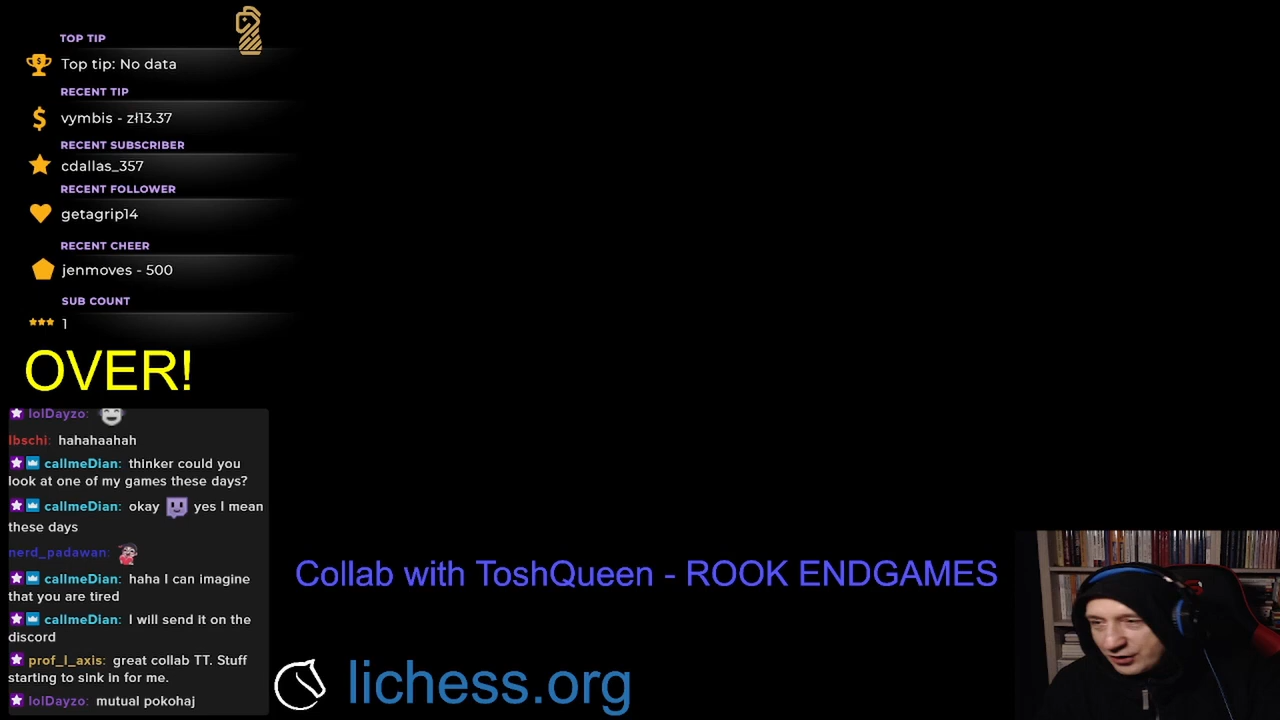 TOP TIP
Top tip: No data
RECENT TIP
vymbis - zł13.37
RECENT SUBSCRIBER
cdallas_357
RECENT FOLLOWER
getagrip14
RECENT CHEER
jenmoves - 500
SUB COUNT
1
OVER!
lolDayzo:
Ibschi: hahahaahah
callmeDian: thinker could you
look at one of my games these days?
callmeDian: okay yes I mean
these days
nerd_padawan:
callmeDian: haha I can imagine
that you are tired
callmeDian: I will send it on the
discord
prof_l_axis: great collab TT. Stuff
starting to sink in for me.
lolDayzo: mutual pokohaj
Collab with ToshQueen - ROOK ENDGAMES
lichess.org